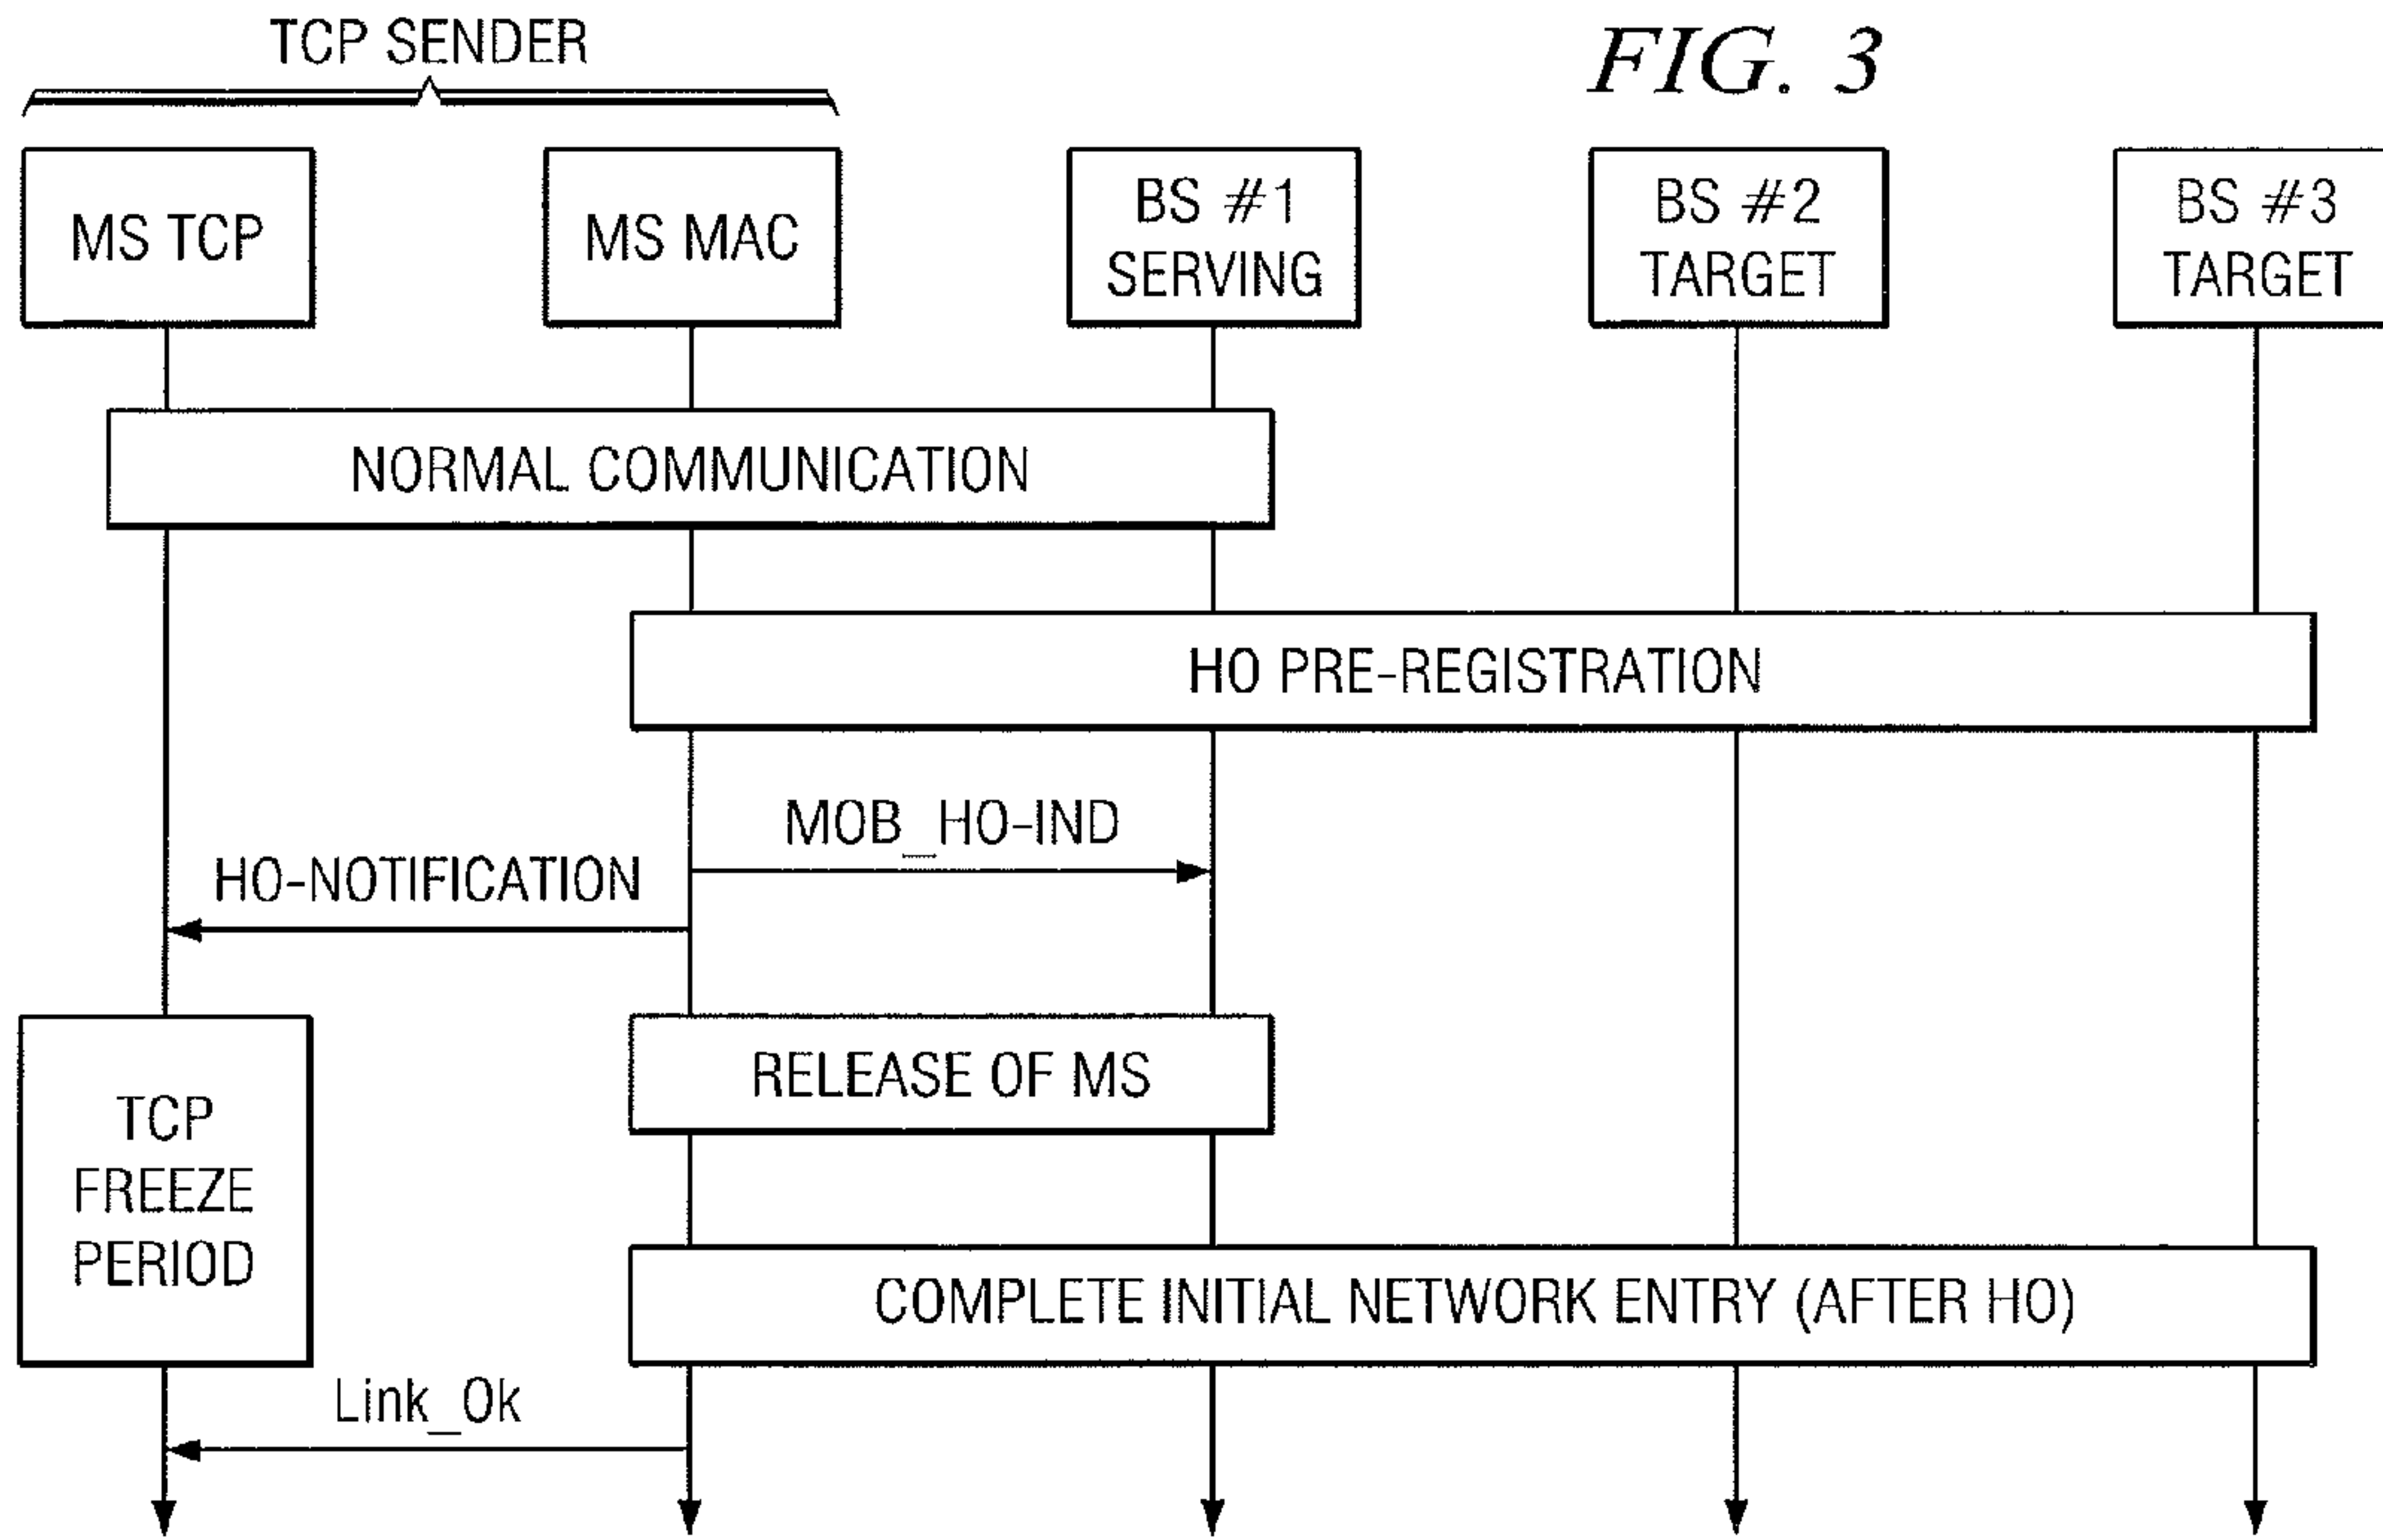 TCP SENDER
FIG. 3
MS TCP
MS MAC
BS #1
SERVING
BS #2
TARGET
BS #3
TARGET
NORMAL COMMUNICATION
HO PRE-REGISTRATION
MOB_HO-IND
HO-NOTIFICATION
RELEASE OF MS
TCP
FREEZE
PERIOD
COMPLETE INITIAL NETWORK ENTRY (AFTER HO)
Link_Ok